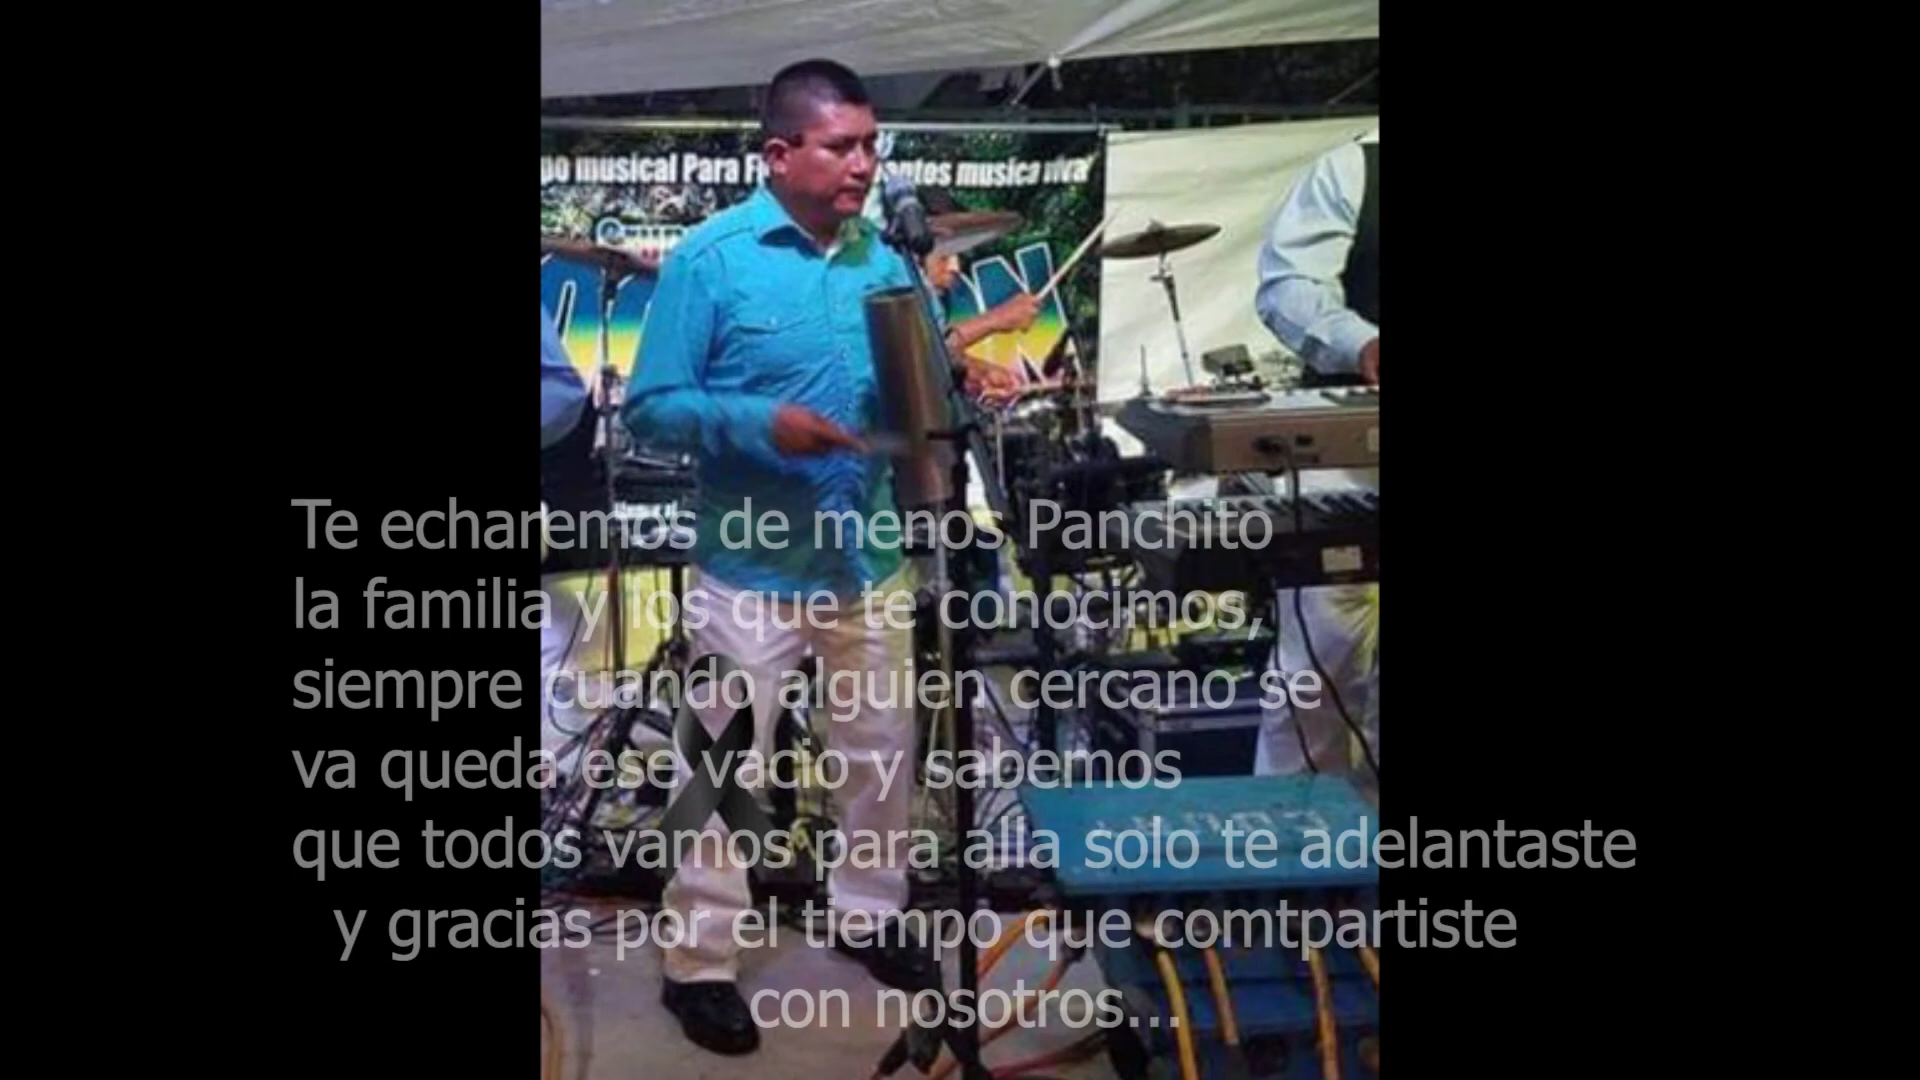 po musical Para musica viva
Te echaremos de menos Panchito
la familia y los que te conocimos,
siempre cuando alguien cercano se
va queda ese vacio y sabemos
que todos vamos para alla solo te adelantaste
y gracias por el tiempo que comtpartiste
con nosotros...